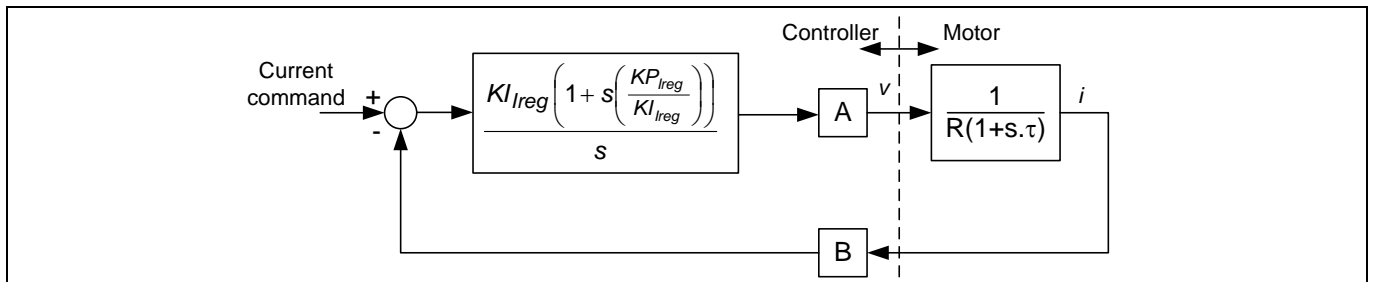 Controller Motor
Current
command
+
-
KI_Ireg (1 + s (KP_Ireg / KI_Ireg))
s
A
v
1
R(1+s.τ)
i
B